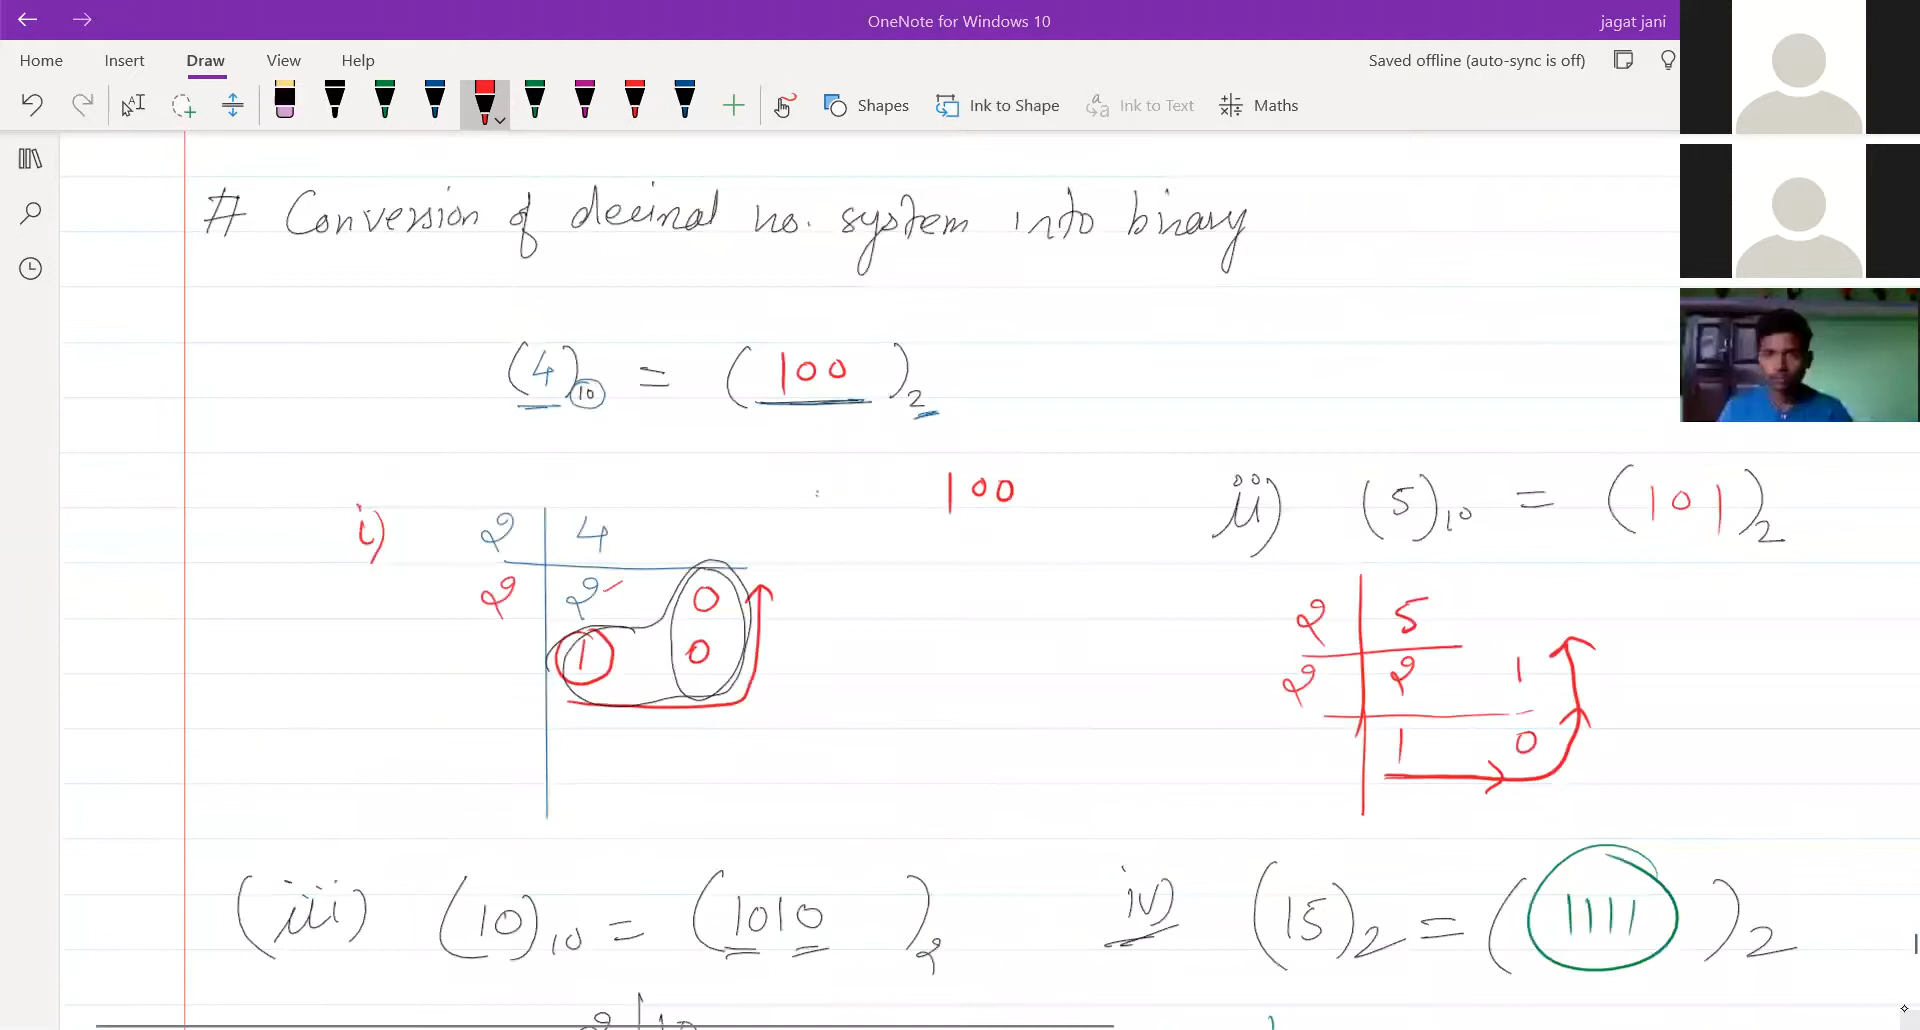 OneNote for Windows 10
jagat jani
Home Insert Draw View Help
Saved offline (auto-sync is off)
Shapes Ink to Shape Ink to Text Maths
# Conversion of decimal no. system into binary
(4)10 = (100)2
100
i)
2 4
2 2 0
1 0
ii) (5)10 = (101)2
2 5
2 2 1
1 0
(iii) (10)10 = (1010)2
iv) (15)2 = (1111)2
2 10